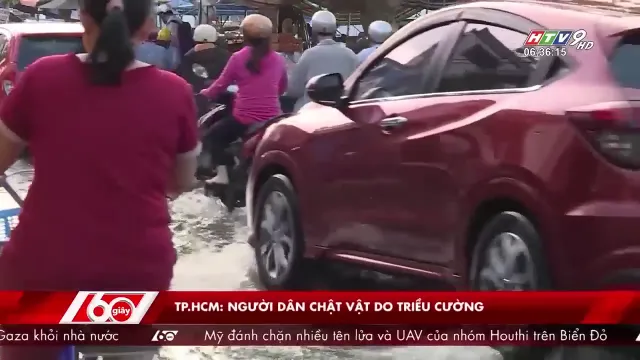 HTV9 HD
06:36:15
60 giây
TP.HCM: NGƯỜI DÂN CHẬT VẬT DO TRIỀU CƯỜNG
Gaza khỏi nhà nước
Mỹ đánh chặn nhiều tên lửa và UAV của nhóm Houthi trên Biển Đỏ